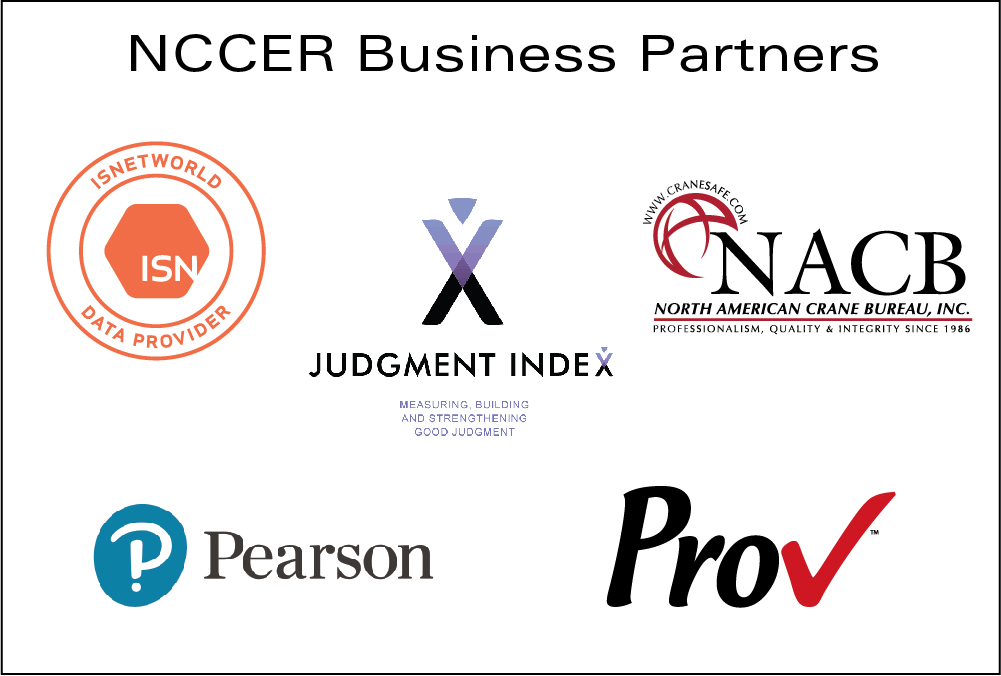 NCCER Business Partners
ISNETWORLD
ISN
DATA PROVIDER
JUDGMENT INDEX
MEASURING, BUILDING
AND STRENGTHENING
GOOD JUDGMENT
WWW.CRANESAFE.COM
NACB
NORTH AMERICAN CRANE BUREAU, INC.
PROFESSIONALISM, QUALITY & INTEGRITY SINCE 1986
P
Pearson
Prov™